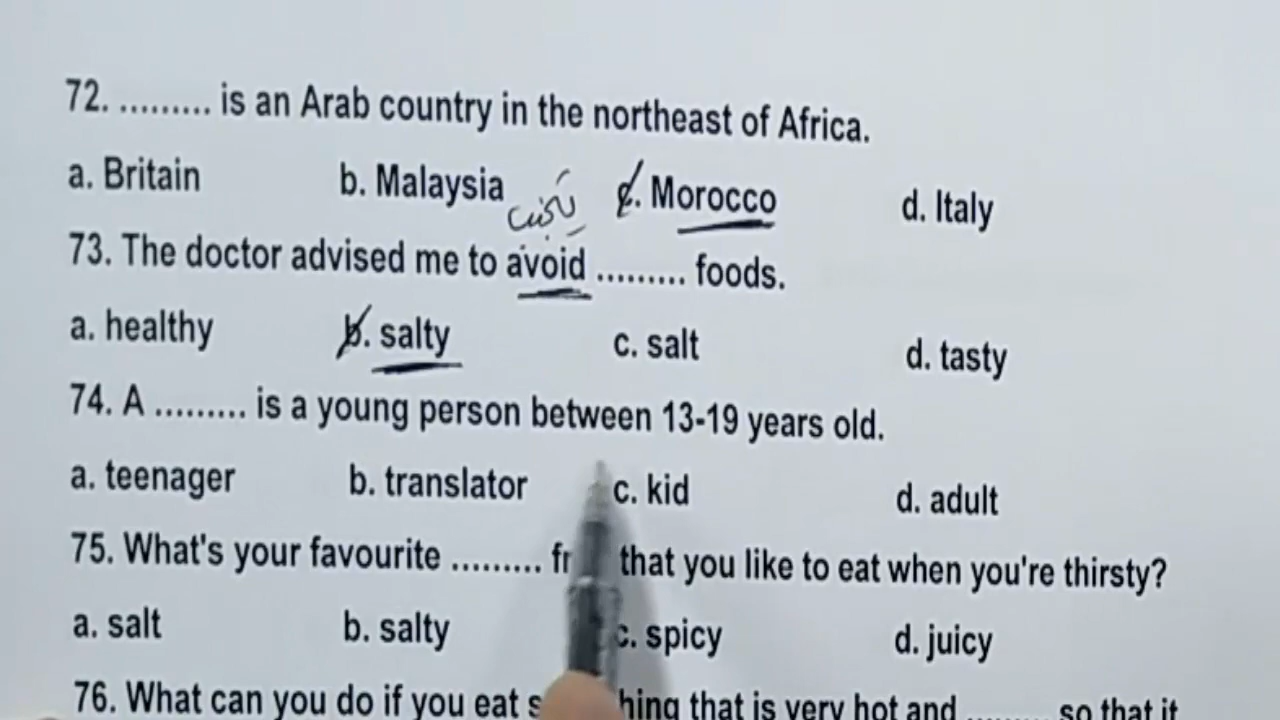 72. ......... is an Arab country in the northeast of Africa.
a. Britain b. Malaysia c. Morocco d. Italy
73. The doctor advised me to avoid ......... foods.
a. healthy b. salty c. salt d. tasty
74. A ......... is a young person between 13-19 years old.
a. teenager b. translator c. kid d. adult
75. What's your favourite ......... that you like to eat when you're thirsty?
a. salt b. salty c. spicy d. juicy
76. What can you do if you eat that is very hot and ......... so that it